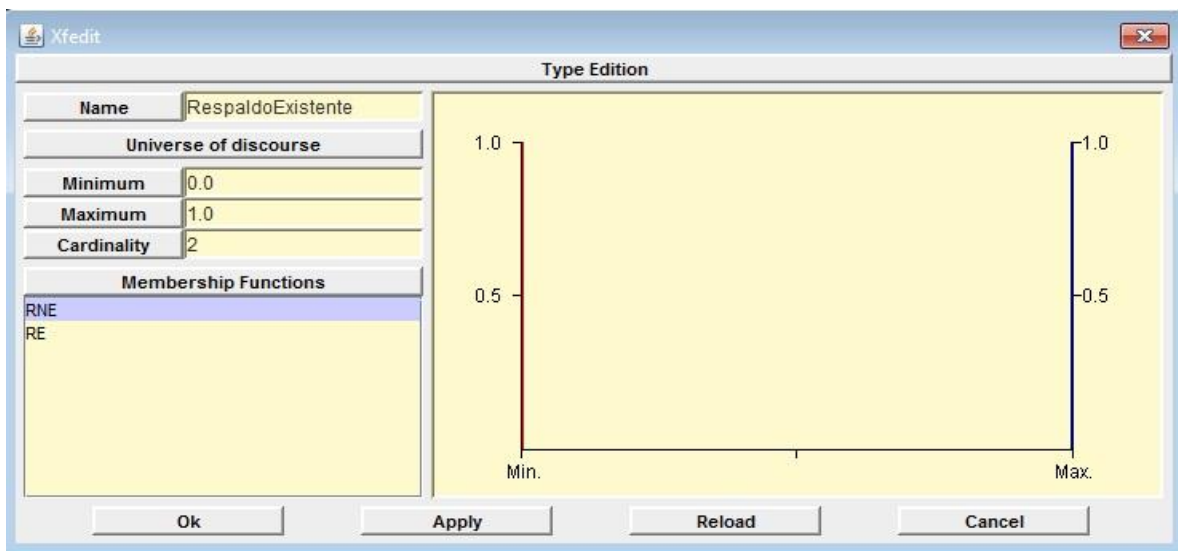 Xfedit
Type Edition
Name RespaldoExistente
Universe of discourse
Minimum 0.0
Maximum 1.0
Cardinality 2
Membership Functions
RNE
RE
1.0 1.0
0.5 0.5
Min. Max.
Ok Apply Reload Cancel